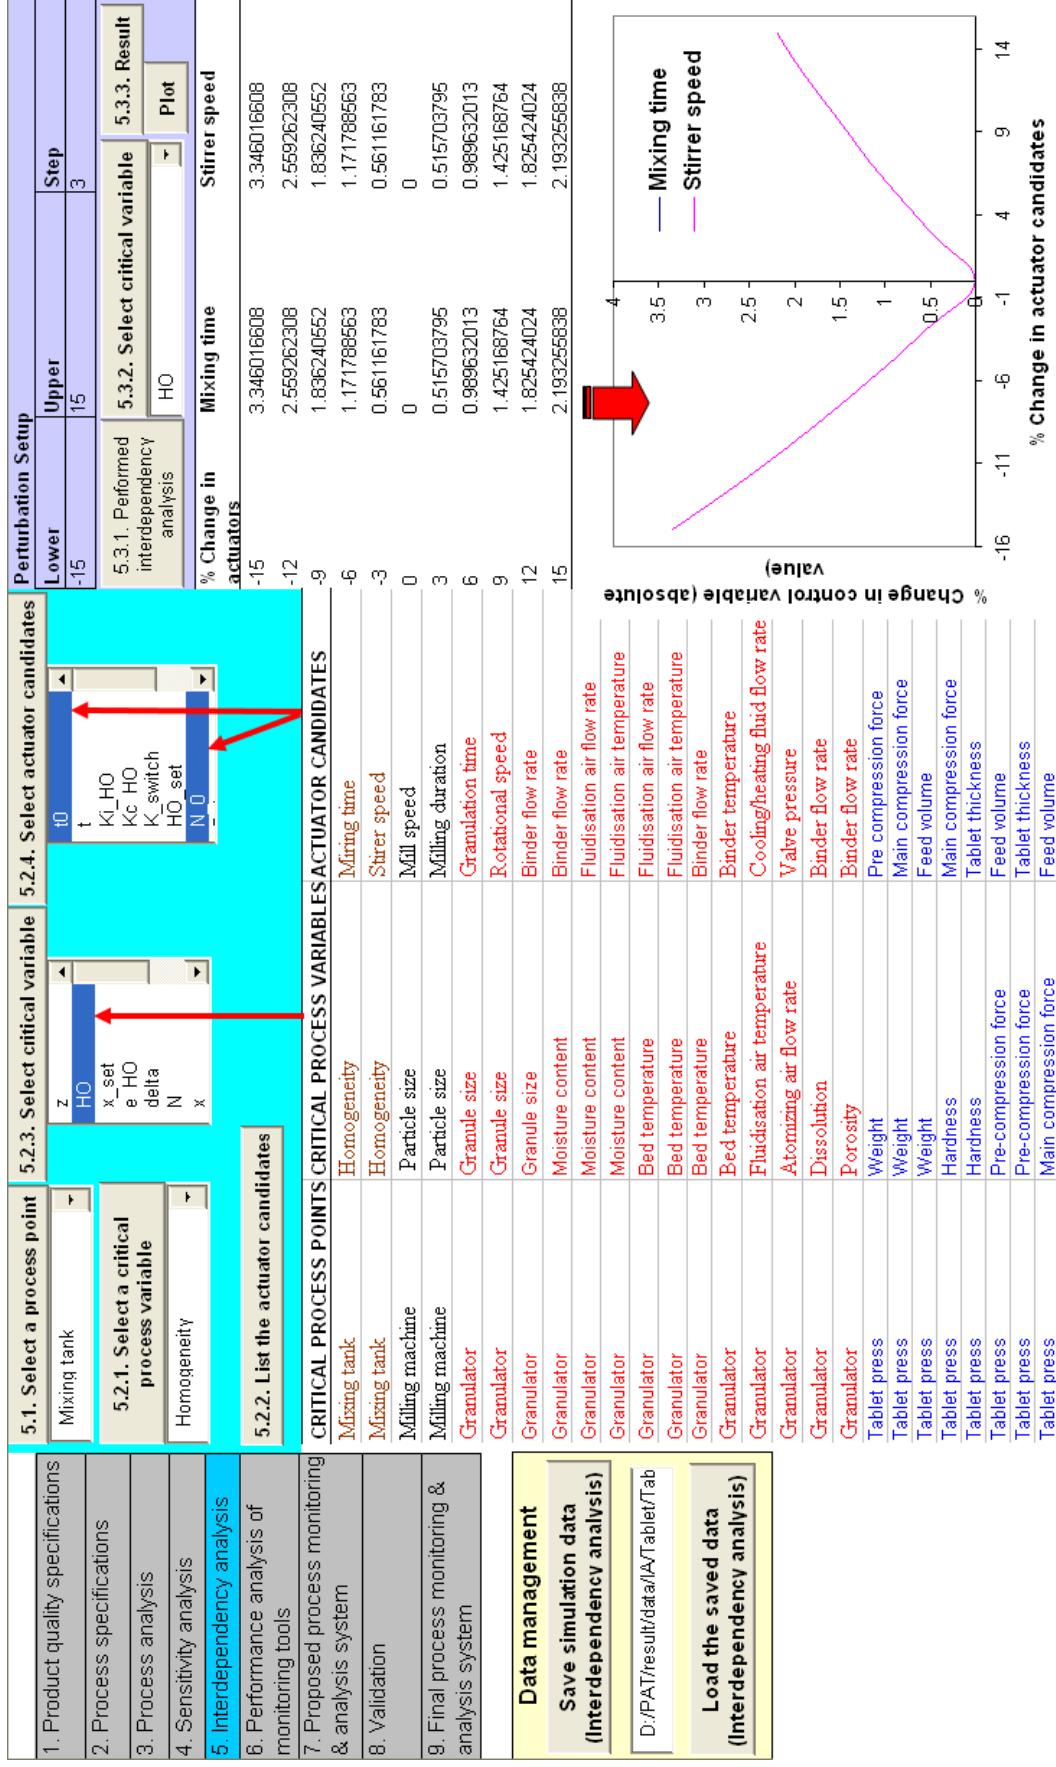 1. Product quality specifications
2. Process specifications
3. Process analysis
4. Sensitivity analysis
5. Interdependency analysis
6. Performance analysis of
monitoring tools
7. Proposed process monitoring
& analysis system
8. Validation
9. Final process monitoring &
analysis system
Data management
Save simulation data
(Interdependency analysis)
D:/PAT/result/data/IA/Tablet/Tab
Load the saved data
(Interdependency analysis)
5.1. Select a process point
Mixing tank
5.2.1. Select a critical
process variable
Homogeneity
5.2.2. List the actuator candidates
5.2.3. Select critical variable
z
HO
x_set
e_HO
delta
N
x
5.2.4. Select actuator candidates
t0
t
Ki_HO
Kc_HO
K_switch
HO_set
N_0
CRITICAL PROCESS POINTS CRITICAL PROCESS VARIABLES ACTUATOR CANDIDATES
Mixing tank Homogeneity Miring time
Mixing tank Homogeneity Stirer speed
Milling machine Particle size Mill speed
Milling machine Particle size Milling duration
Granulator Granule size Granulation time
Granulator Granule size Rotational speed
Granulator Granule size Binder flow rate
Granulator Moisture content Binder flow rate
Granulator Moisture content Fluidisation air flow rate
Granulator Moisture content Fluidisation air temperature
Granulator Bed temperature Fluidisation air flow rate
Granulator Bed temperature Fluidisation air temperature
Granulator Bed temperature Binder flow rate
Granulator Bed temperature Binder temperature
Granulator Fluidisation air temperature Cooling/heating fluid flow rate
Granulator Atomizing air flow rate Valve pressure
Granulator Dissolution Binder flow rate
Granulator Porosity Binder flow rate
Tablet press Weight Pre compression force
Tablet press Weight Main compression force
Tablet press Weight Feed volume
Tablet press Hardness Main compression force
Tablet press Hardness Tablet thickness
Tablet press Pre-compression force Feed volume
Tablet press Pre-compression force Tablet thickness
Tablet press Main compression force Feed volume
Perturbation Setup
Lower Upper Step
-15 15 3
5.3.1. Performed
interdependency
analysis
5.3.2. Select critical variable
HO
5.3.3. Result
Plot
% Change in
actuators Mixing time Stirrer speed
-15 3.346016608 3.346016608
-12 2.559262308 2.559262308
-9 1.836240552 1.836240552
-6 1.171788563 1.171788563
-3 0.561161783 0.561161783
0 0 0
3 0.515703795 0.515703795
6 0.989632013 0.989632013
9 1.425168764 1.425168764
12 1.825424024 1.825424024
15 2.193255838 2.193255838
% Change in control variable (absolute
value)
4
3.5
3
2.5
2
1.5
1
0.5
0
-16 -11 -6 -1 4 9 14
% Change in actuator candidates
Mixing time
Stirrer speed